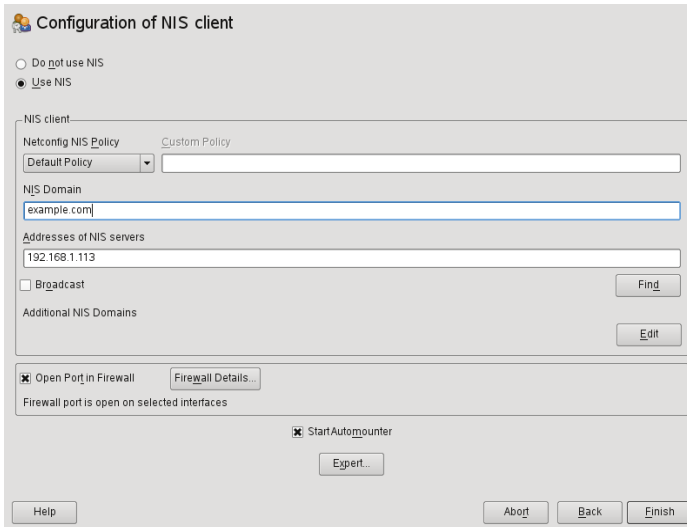 Configuration of NIS client
Do not use NIS
Use NIS
NIS client
Netconfig NIS Policy Custom Policy
Default Policy
NIS Domain
example.com
Addresses of NIS servers
192.168.1.113
Broadcast Find
Additional NIS Domains
Edit
Open Port in Firewall Firewall Details...
Firewall port is open on selected interfaces
Start Automounter
Expert...
Help Abort Back Finish